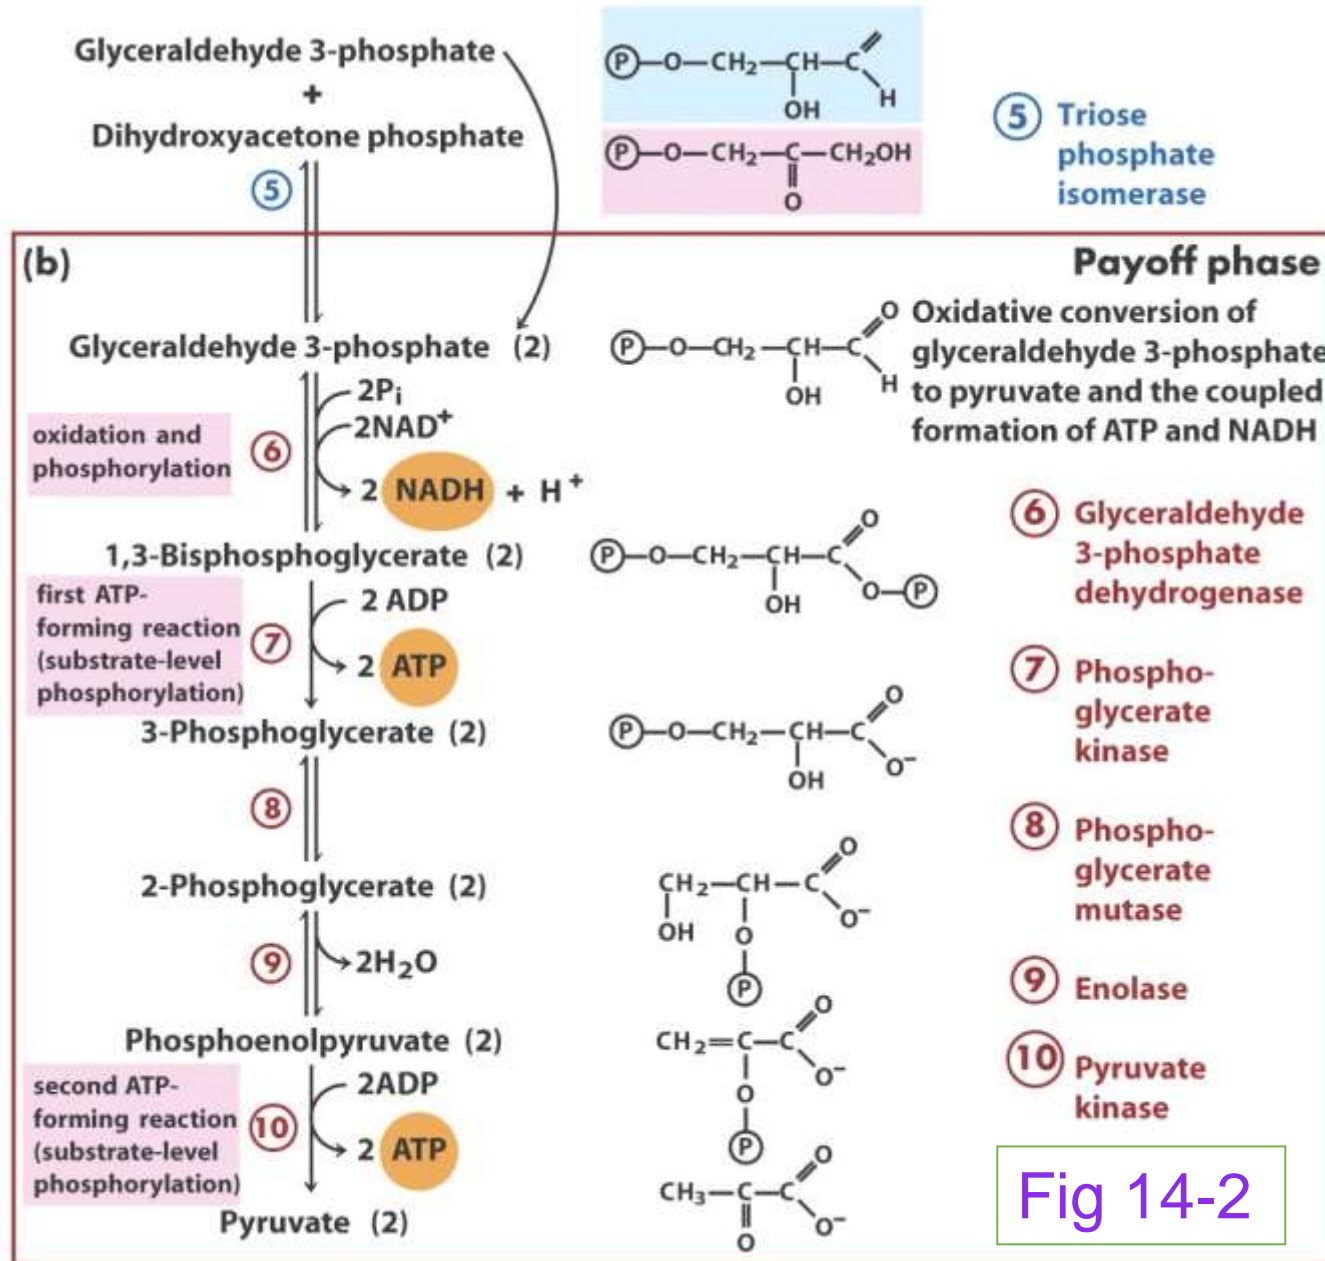 Glyceraldehyde 3-phosphate
+
Dihydroxyacetone phosphate
5
P—O—CH2—CH—C
H
OH
P—O—CH2—C—CH2OH
O
5 Triose
phosphate
isomerase
(b)
Payoff phase
Oxidative conversion of
glyceraldehyde 3-phosphate
to pyruvate and the coupled
formation of ATP and NADH
Glyceraldehyde 3-phosphate (2)
P—O—CH2—CH—C
O
H
OH
oxidation and
phosphorylation
6
2Pi
2NAD+
2 NADH + H+
1,3-Bisphosphoglycerate (2)
O
P—O—CH2—CH—C
OH
O—P
6 Glyceraldehyde
3-phosphate
dehydrogenase
first ATP-
forming reaction
(substrate-level
phosphorylation)
7
2 ADP
2 ATP
3-Phosphoglycerate (2)
O
P—O—CH2—CH—C
O−
OH
7 Phospho-
glycerate
kinase
8
2-Phosphoglycerate (2)
O
CH2—CH—C
O−
OH
O
P
8 Phospho-
glycerate
mutase
9
2H2O
Phosphoenolpyruvate (2)
O
CH2=C—C
O−
O
P
9 Enolase
second ATP-
forming reaction
(substrate-level
phosphorylation)
10
2ADP
2 ATP
Pyruvate (2)
O
CH3—C—C
O−
O
10 Pyruvate
kinase
Fig 14-2